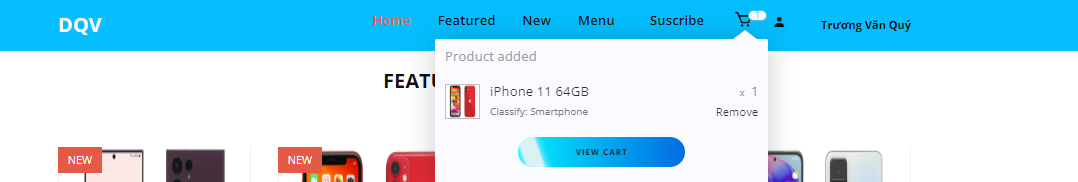 DQV Home Featured New Menu Suscribe 1 Trương Văn Quý
Product added
FEATU
iPhone 11 64GB x 1
Classify: Smartphone Remove
VIEW CART
NEW NEW